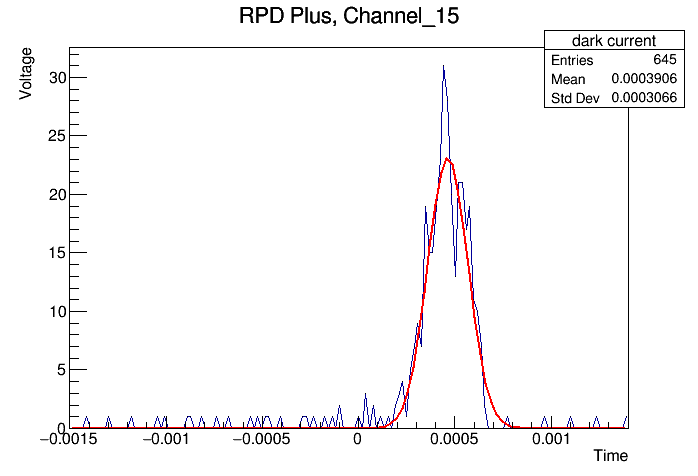 RPD Plus, Channel_15
dark current
Entries 645
Mean 0.0003906
Std Dev 0.0003066
Voltage
30
25
20
15
10
5
0
−0.0015 −0.001 −0.0005 0 0.0005 0.001
Time